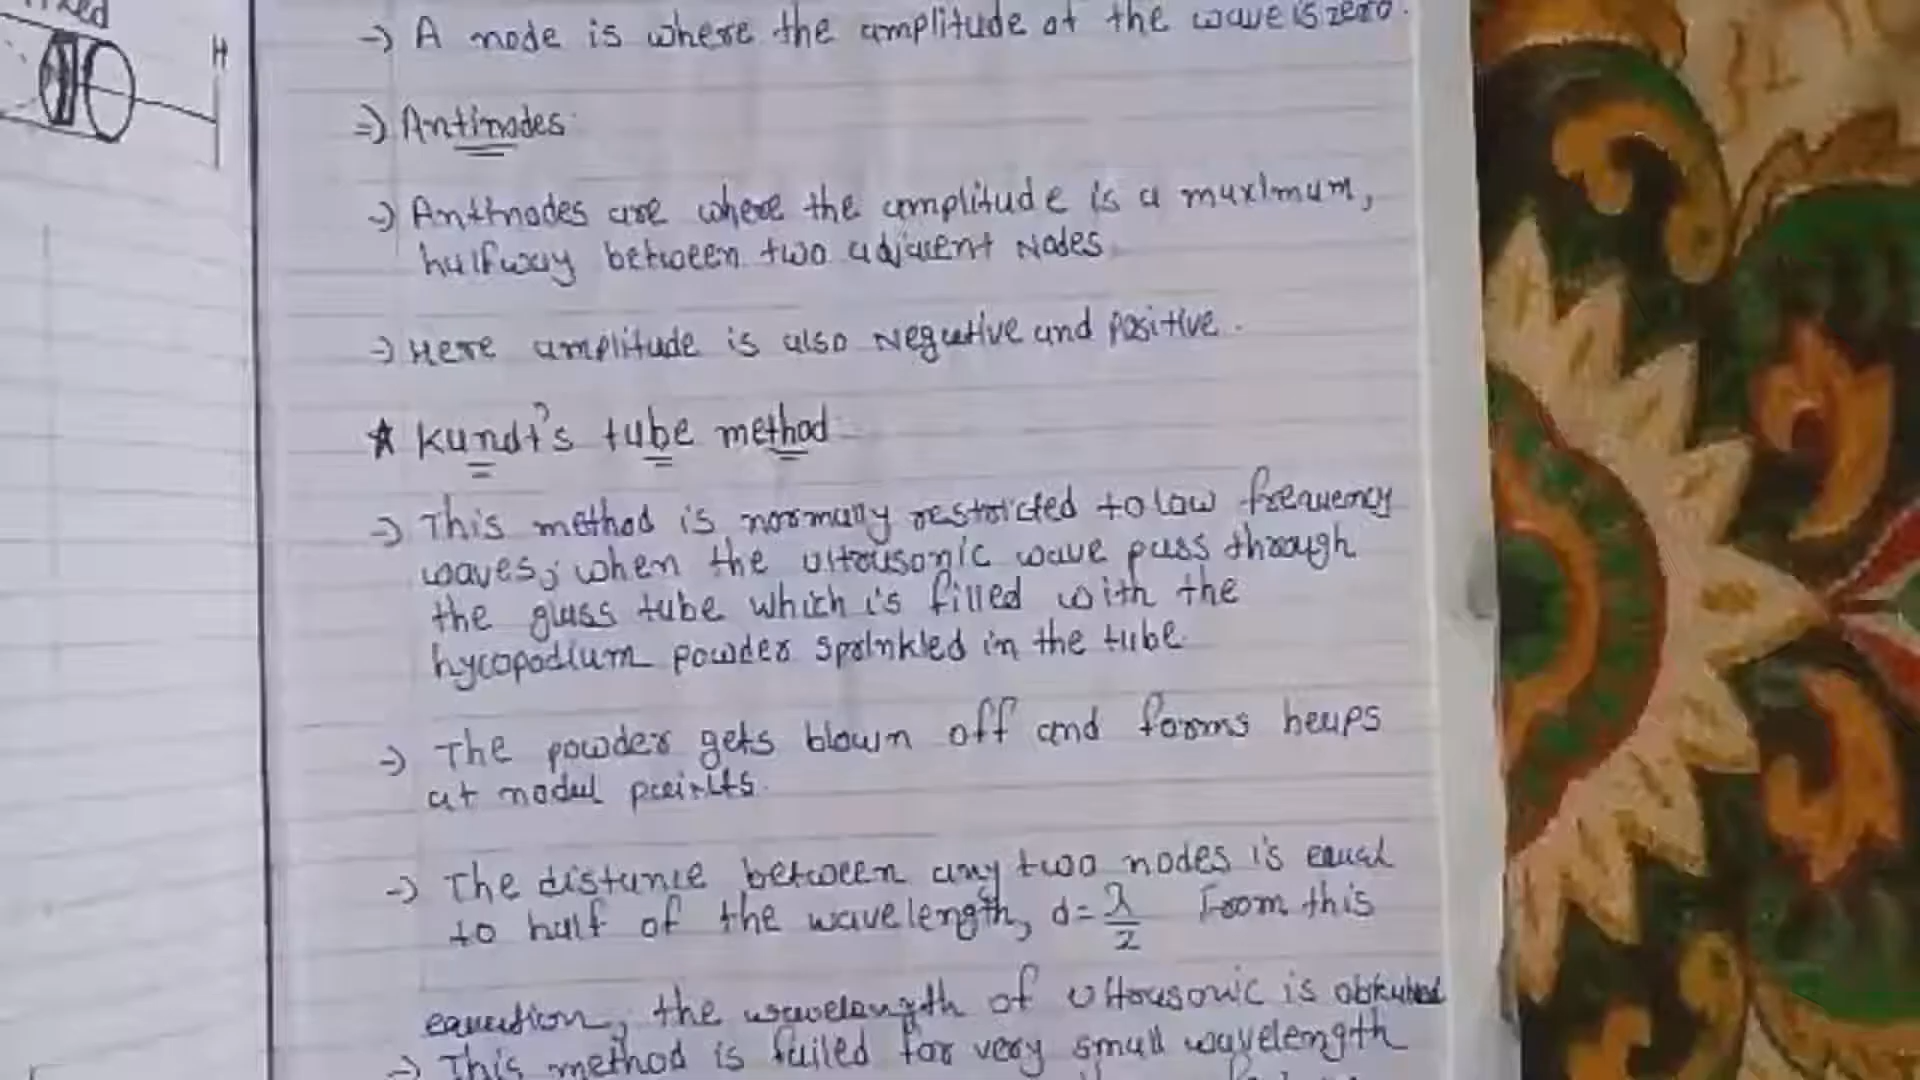 → A node is where the amplitude of the wave is zero.
H
⇒ Antinodes
→ Antinodes are where the amplitude is a maximum,
halfway between two adjacent Nodes
→ Here amplitude is also Negative and Positive.
★ Kundt's tube method
→ This method is normally restricted to low frequency
waves, when the ultrasonic wave pass through
the glass tube which is filled with the
hycopodium powder sprinkled in the tube.
→ The powder gets blown off and forms heaps
at nodal points.
→ The distance between any two nodes is equal
to half of the wavelength, d = λ/2 From this
equation, the wavelength of ultrasonic is obtained
→ This method is failed for very small wavelength